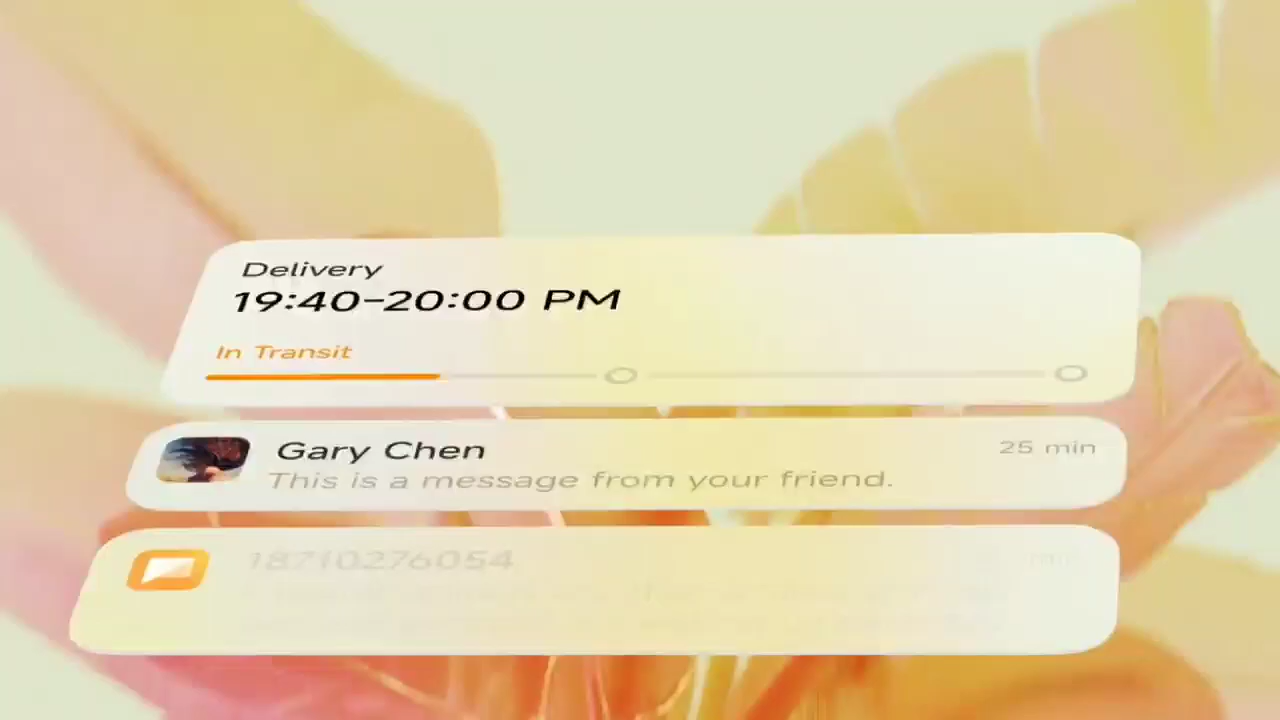 Delivery
19:40–20:00 PM
In Transit
Gary Chen
25 min
This is a message from your friend.
18710276054
min